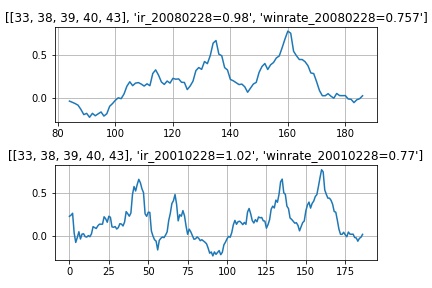 [[33, 38, 39, 40, 43], 'ir_20080228=0.98', 'winrate_20080228=0.757']
0.5
0.0
80 100 120 140 160 180
[[33, 38, 39, 40, 43], 'ir_20010228=1.02', 'winrate_20010228=0.77']
0.5
0.0
0 25 50 75 100 125 150 175